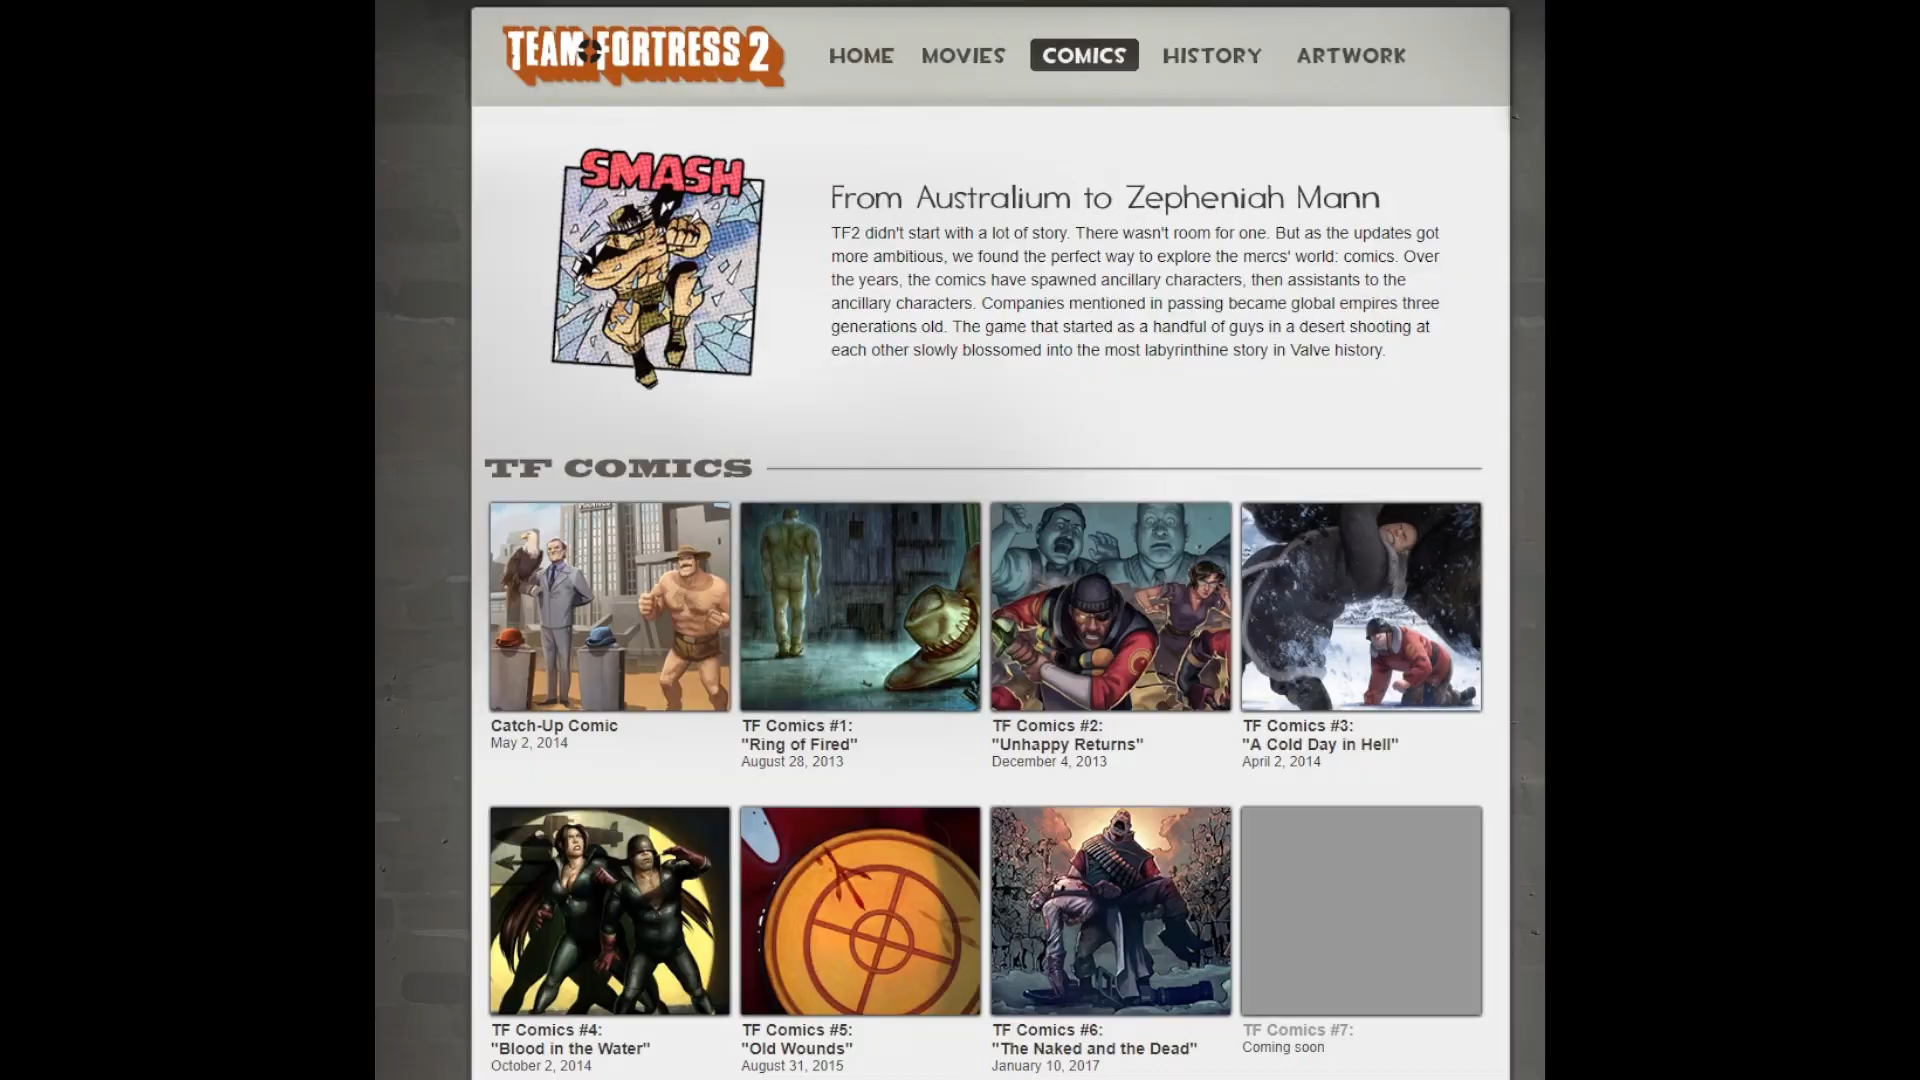 TEAM FORTRESS 2
HOME MOVIES COMICS HISTORY ARTWORK
SMASH
From Australium to Zepheniah Mann
TF2 didn't start with a lot of story. There wasn't room for one. But as the updates got
more ambitious, we found the perfect way to explore the mercs' world: comics. Over
the years, the comics have spawned ancillary characters, then assistants to the
ancillary characters. Companies mentioned in passing became global empires three
generations old. The game that started as a handful of guys in a desert shooting at
each other slowly blossomed into the most labyrinthine story in Valve history.
TF COMICS
Catch-Up Comic
May 2, 2014
TF Comics #1:
"Ring of Fired"
August 28, 2013
TF Comics #2:
"Unhappy Returns"
December 4, 2013
TF Comics #3:
"A Cold Day in Hell"
April 2, 2014
TF Comics #4:
"Blood in the Water"
October 2, 2014
TF Comics #5:
"Old Wounds"
August 31, 2015
TF Comics #6:
"The Naked and the Dead"
January 10, 2017
TF Comics #7:
Coming soon